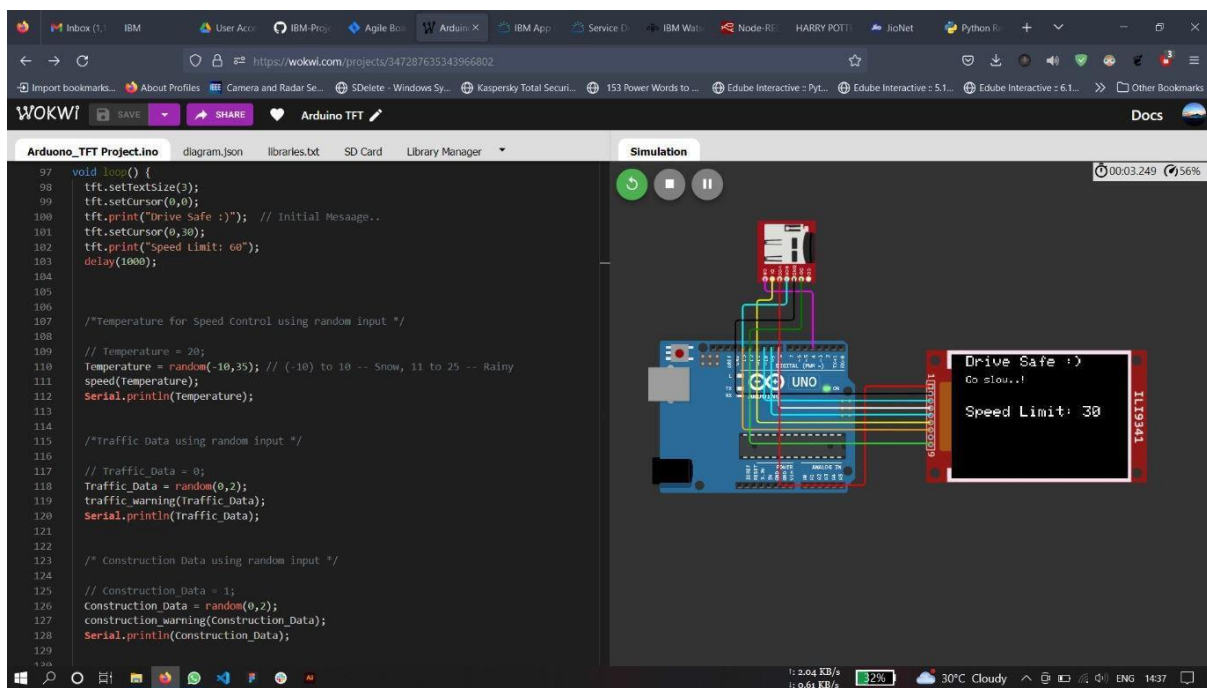 Inbox (1,1
IBM
User Acce
IBM-Proje
Agile Boa
Arduino
IBM App
Service D
IBM Wats
Node-RE
HARRY POTT
JioNet
Python R
https://wokwi.com/projects/347287635343966802
Import bookmarks...
About Profiles
Camera and Radar Se...
SDelete - Windows Sy...
Kaspersky Total Securi...
153 Power Words to ...
Edube Interactive :: Pyt...
Edube Interactive : 5.1...
Edube Interactive : 6.1...
Other Bookmarks
WOKWI
SAVE
SHARE
Arduino TFT
Docs
Arduono_TFT Project.ino
diagram.json
libraries.txt
SD Card
Library Manager
Simulation
97 void loop() {
98 tft.setTextSize(3);
99 tft.setCursor(0,0);
100 tft.print("Drive Safe :)"); // Initial Mesaage..
101 tft.setCursor(0,30);
102 tft.print("Speed Limit: 60");
103 delay(1000);
104
105
106
107 /*Temperature for Speed Control using random input */
108
109 // Temperature = 20;
110 Temperature = random(-10,35); // (-10) to 10 -- Snow, 11 to 25 -- Rainy
111 speed(Temperature);
112 Serial.println(Temperature);
113
114
115 /*Traffic Data using random input */
116
117 // Traffic_Data = 0;
118 Traffic_Data = random(0,2);
119 traffic_warning(Traffic_Data);
120 Serial.println(Traffic_Data);
121
122
123 /* Construction Data using random input */
124
125 // Construction_Data = 1;
126 Construction_Data = random(0,2);
127 construction_warning(Construction_Data);
128 Serial.println(Construction_Data);
129
00:03.249
56%
DIGITAL (PWM ~)
UNO
ON
POWER
ANALOG IN
Drive Safe :)
Go slow..!
Speed Limit: 30
ILI9341
2.04 KB/s
0.61 KB/s
32%
30°C Cloudy
ENG
14:37